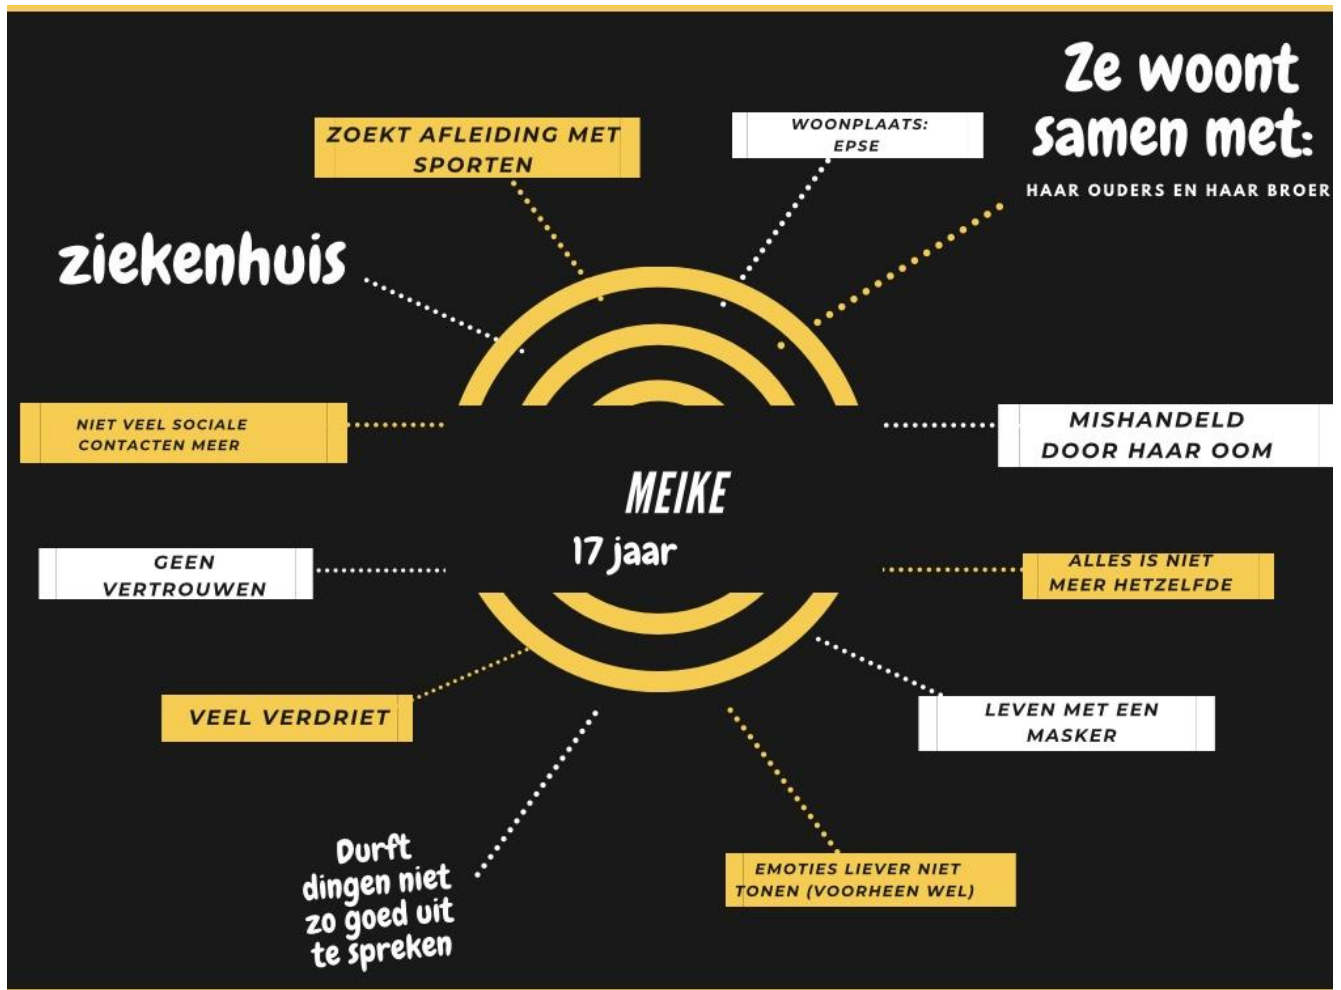 Ze woont
samen met:
HAAR OUDERS EN HAAR BROER
ZOEKT AFLEIDING MET
SPORTEN
WOONPLAATS:
EPSE
ziekenhuis
NIET VEEL SOCIALE
CONTACTEN MEER
MISHANDELD
DOOR HAAR OOM
MEIKE
17 jaar
GEEN
VERTROUWEN
ALLES IS NIET
MEER HETZELFDE
VEEL VERDRIET
LEVEN MET EEN
MASKER
Durft
dingen niet
zo goed uit
te spreken
EMOTIES LIEVER NIET
TONEN (VOORHEEN WEL)